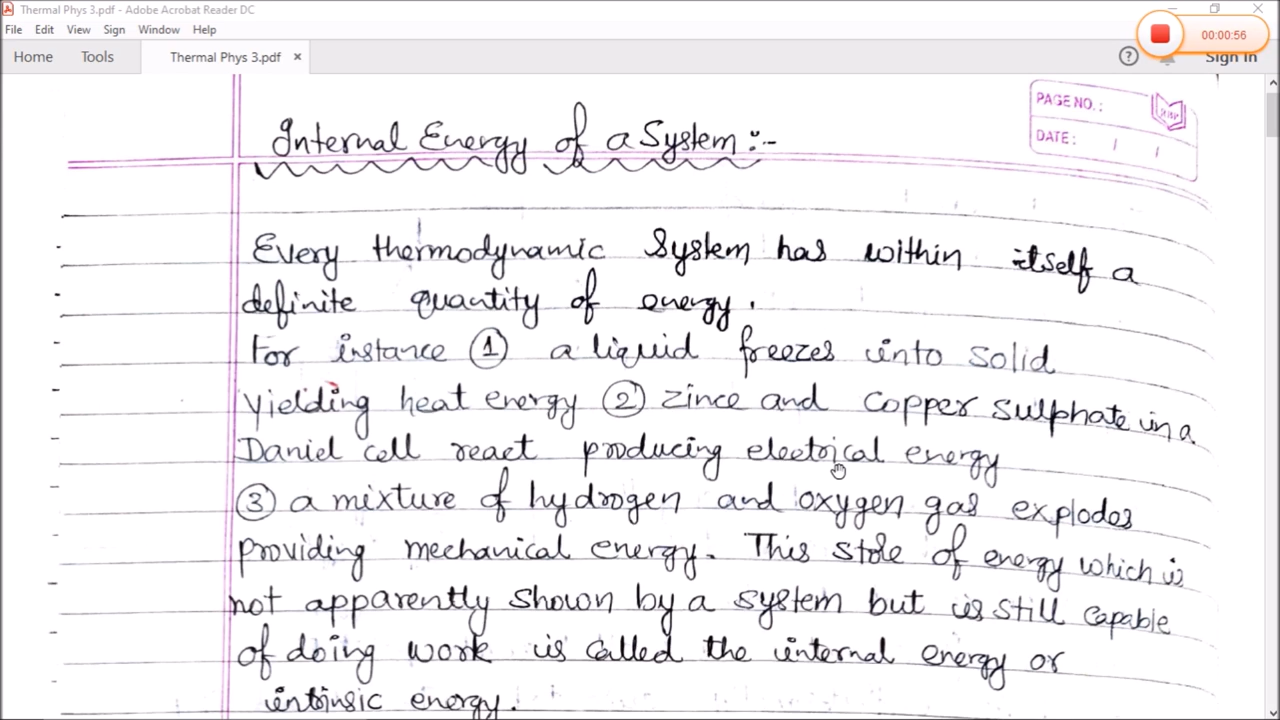 Thermal Phys 3.pdf - Adobe Acrobat Reader DC
File Edit View Sign Window Help
00:00:56
Home Tools Thermal Phys 3.pdf × Sign In
PAGE NO. :
DATE : / /
Internal Energy of a System :-
Every thermodynamic System has within itself a
definite quantity of energy.
For instance ① a liquid freezes into solid
yielding heat energy ② zince and copper sulphate in a
Daniel cell react producing electrical energy
③ a mixture of hydrogen and oxygen gas explodes
providing mechanical energy. This store of energy which is
not apparently shown by a system but is still capable
of doing work is called the internal energy or
intrinsic energy.